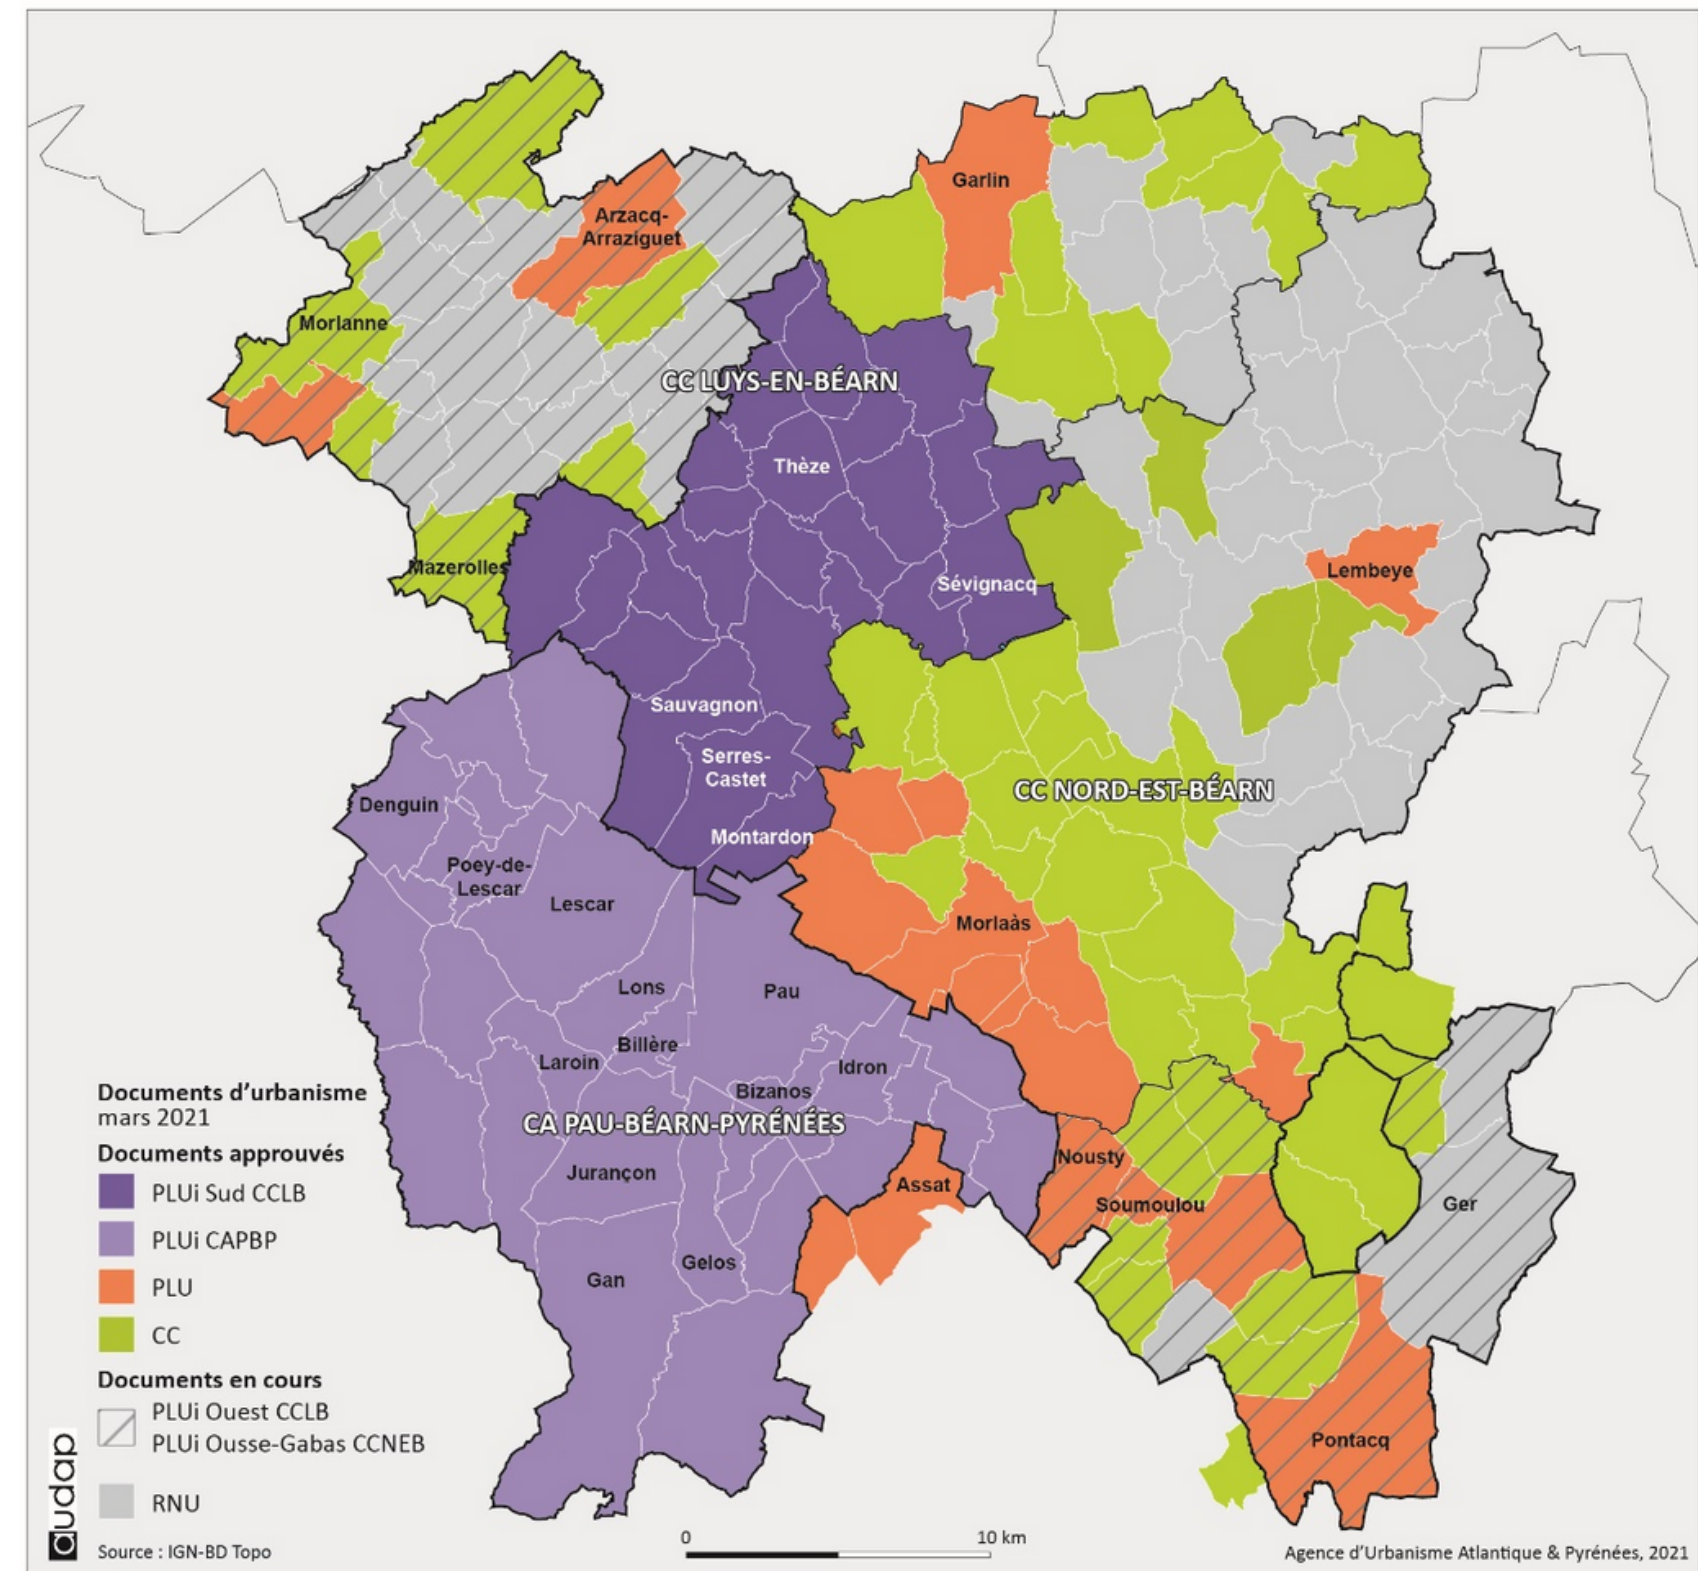 Garlin
Arzacq-
Arraziguet
Morlanne
CC LUYS-EN-BÉARN
Thèze
Mazerolles
Lembeye
Sévignacq
Sauvagnon
Serres-
Castet
CC NORD-EST-BÉARN
Denguin
Montardon
Poey-de-
Lescar
Lescar
Morlaàs
Lons
Pau
Billère
Laroin
Idron
Bizanos
CA PAU-BÉARN-PYRÉNÉES
Nousty
Jurançon
Assat
Soumoulou
Ger
Gelos
Gan
Pontacq
Documents d'urbanisme
mars 2021
Documents approuvés
PLUi Sud CCLB
PLUi CAPBP
PLU
CC
Documents en cours
PLUi Ouest CCLB
PLUi Ousse-Gabas CCNEB
RNU
audap
Source : IGN-BD Topo
0 10 km
Agence d'Urbanisme Atlantique & Pyrénées, 2021